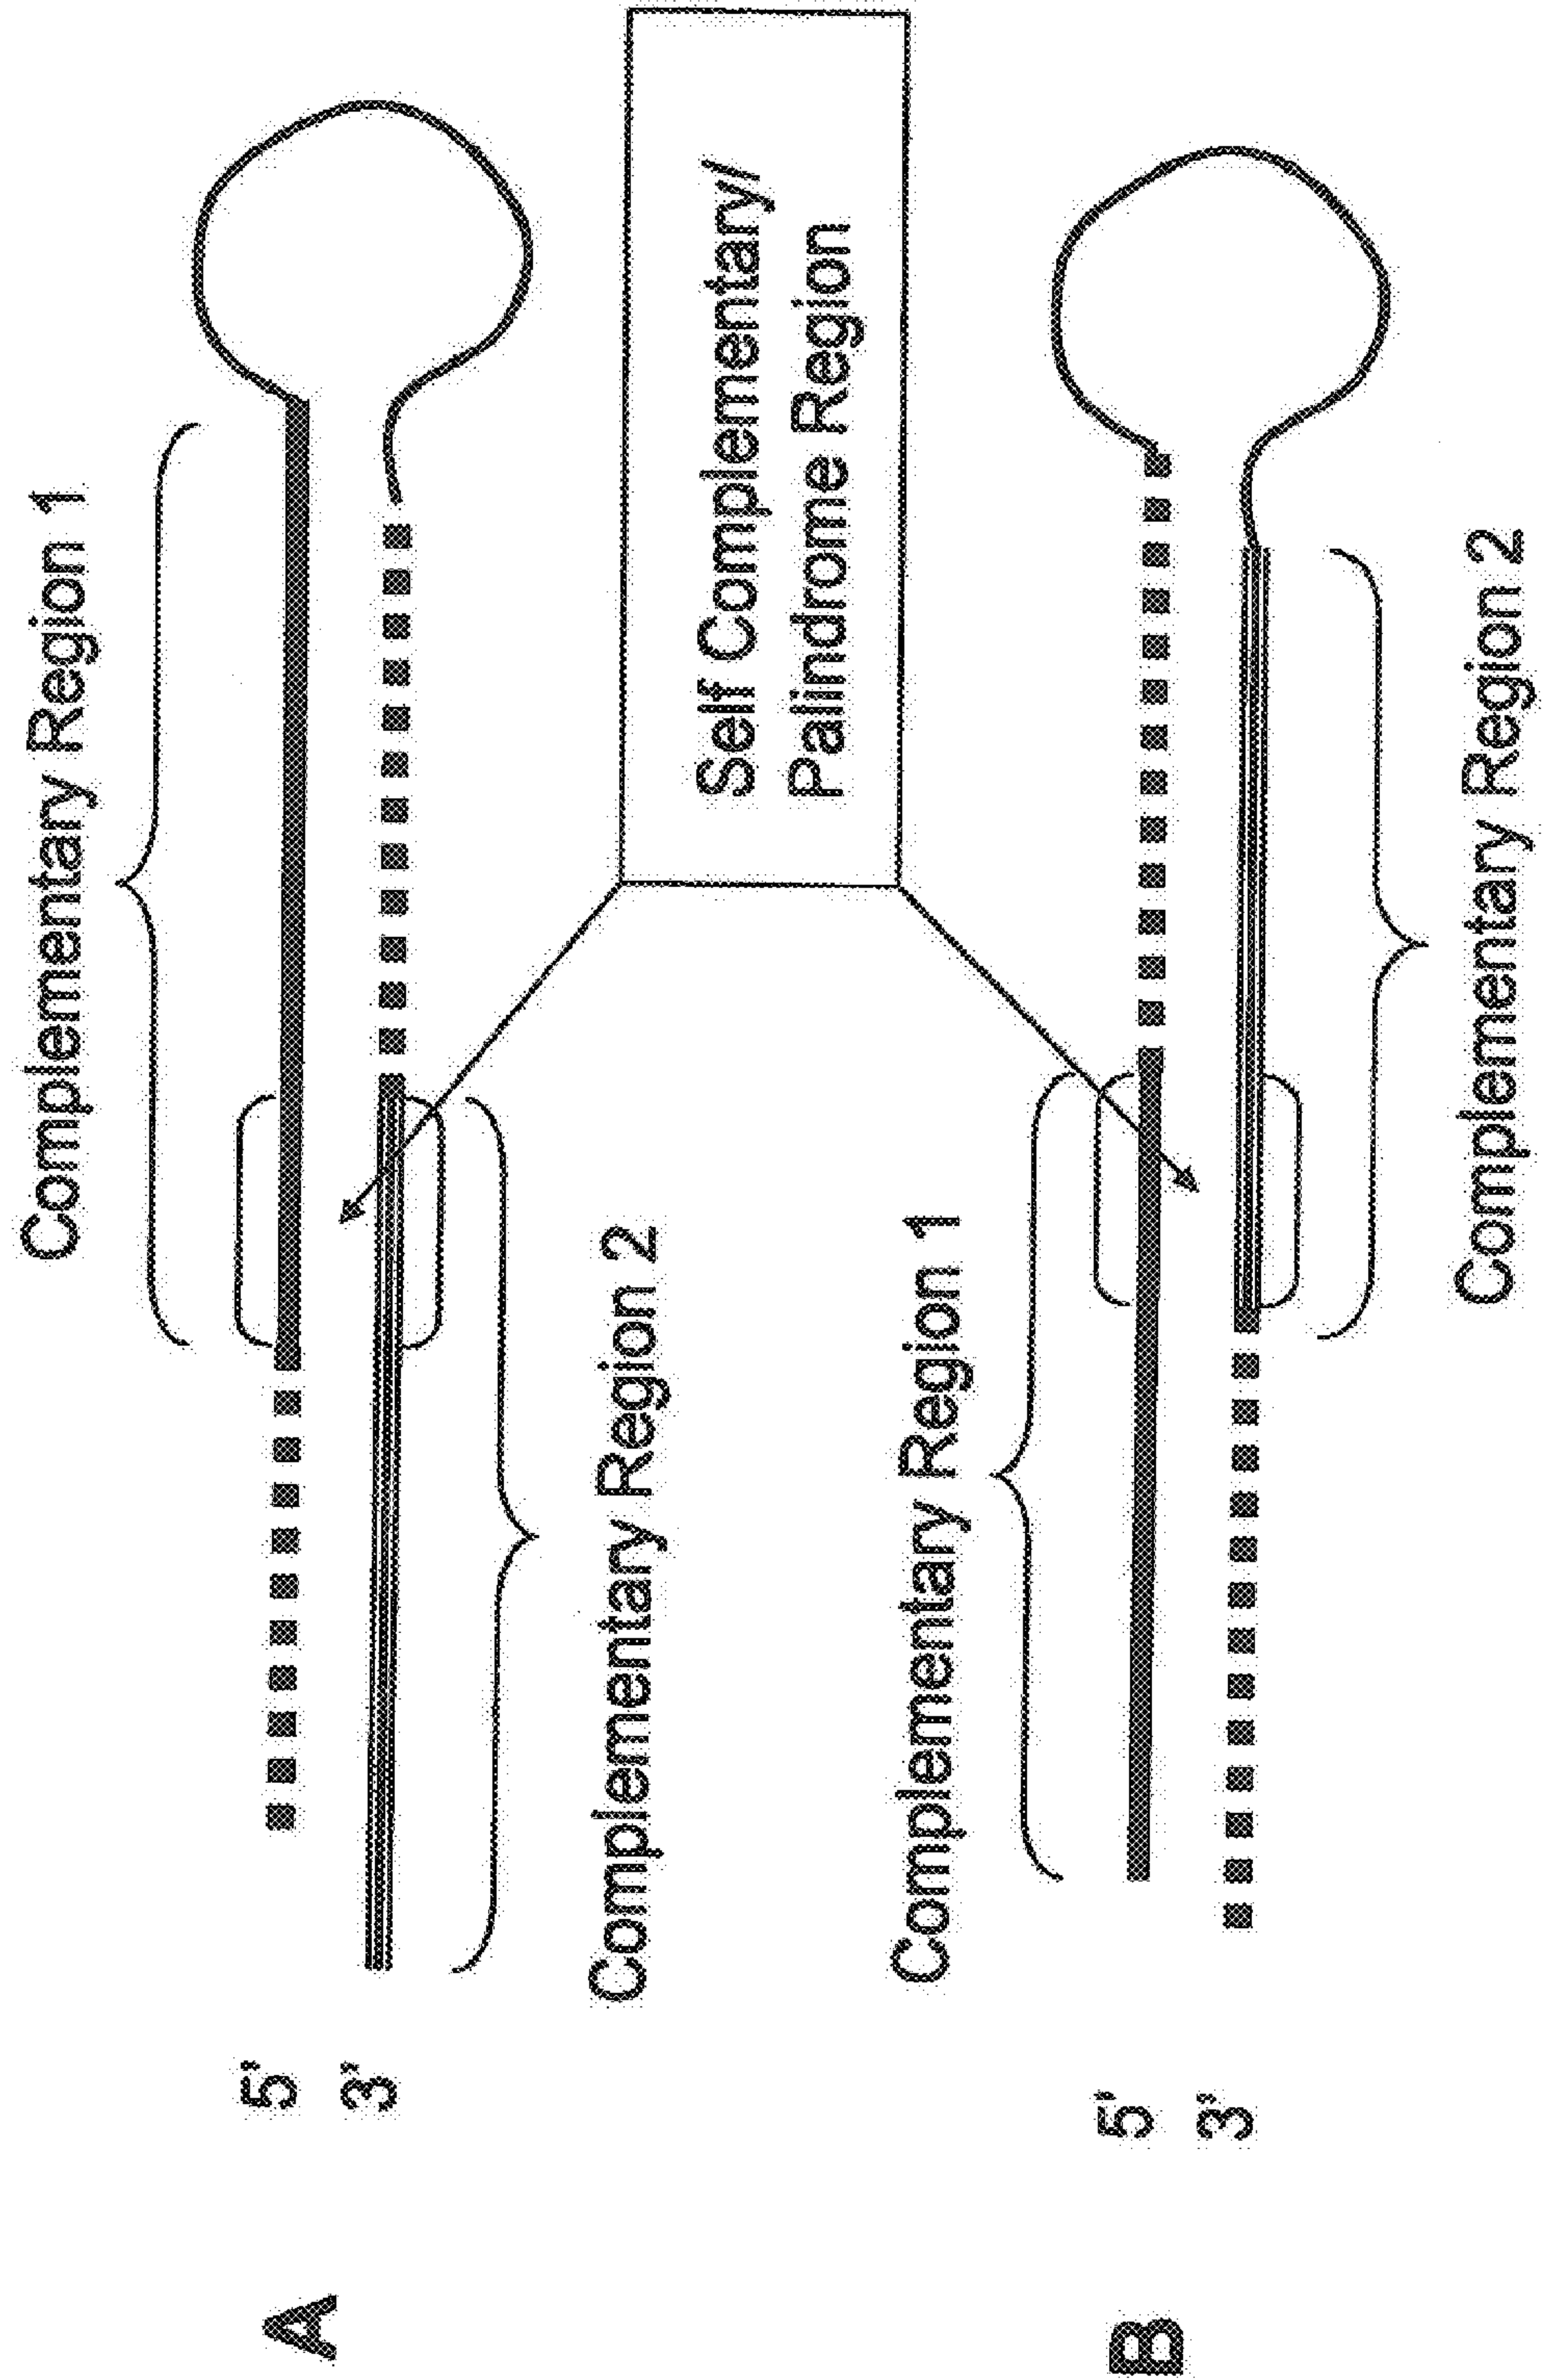 Complementary Region 1
A
5'
3'
Complementary Region 2
Self Complementary/
Palindrome Region
Complementary Region 1
B
5'
3'
Complementary Region 2